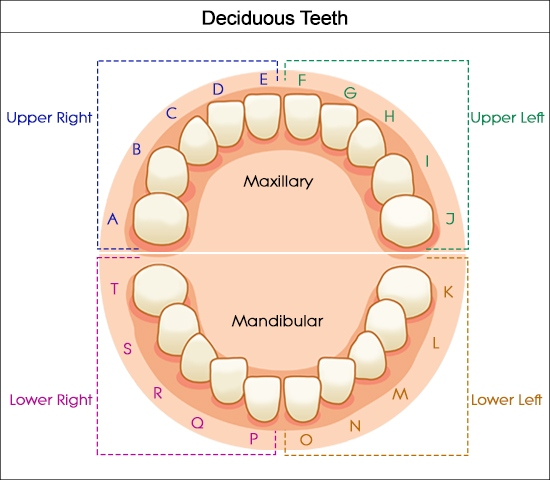 Deciduous Teeth
E F
D G
C H
Upper Right Upper Left
B I
Maxillary
A J
T K
Mandibular
S L
R M
Lower Right Lower Left
Q N
P O